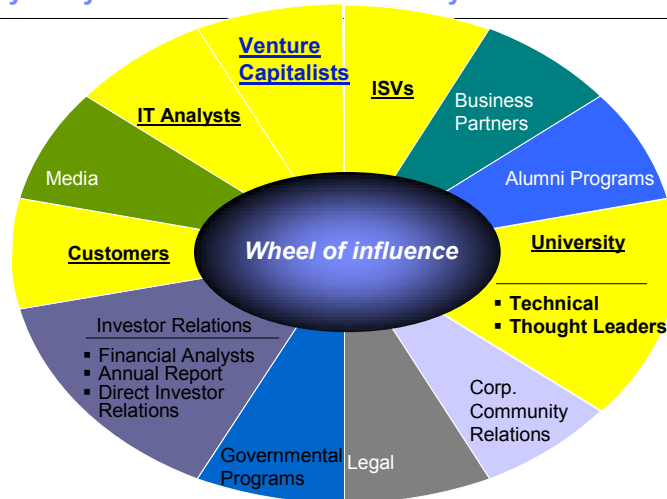 Venture
Capitalists
ISVs
Business
Partners
IT Analysts
Media
Alumni Programs
Customers
Wheel of influence
University
▪ Technical
▪ Thought Leaders
Investor Relations
▪ Financial Analysts
▪ Annual Report
▪ Direct Investor
Relations
Corp.
Community
Relations
Governmental
Programs
Legal